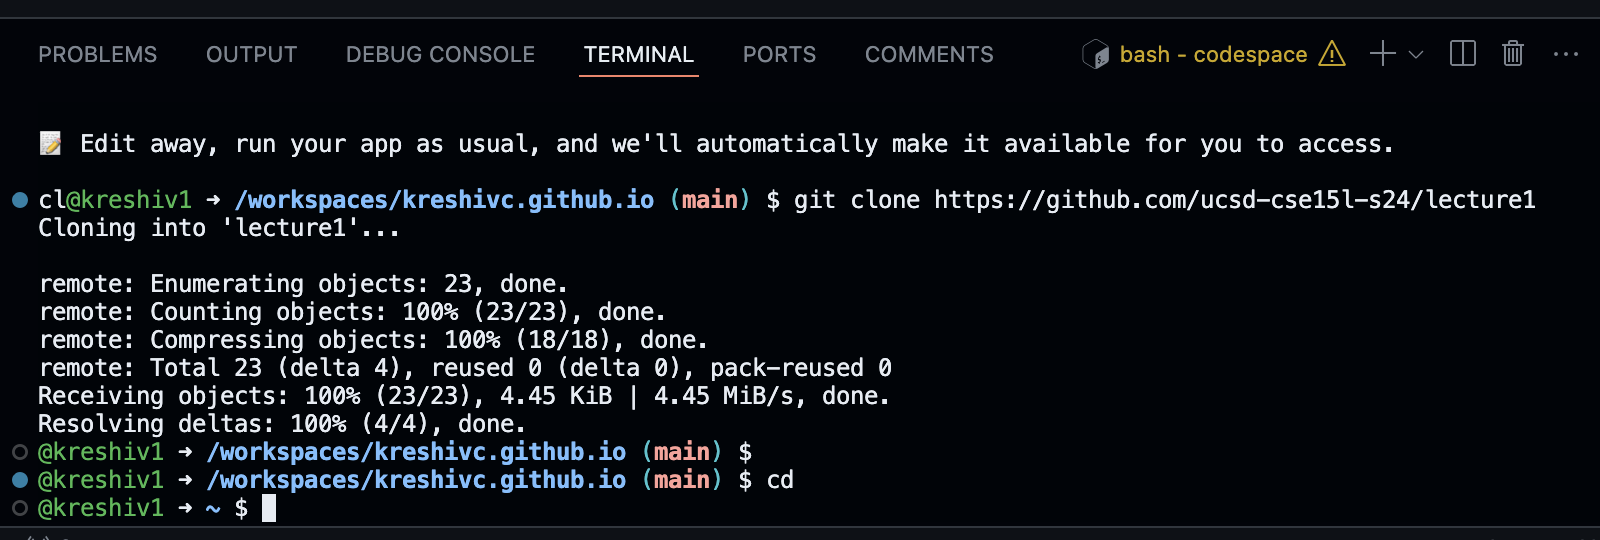 PROBLEMS OUTPUT DEBUG CONSOLE TERMINAL PORTS COMMENTS bash - codespace
📝 Edit away, run your app as usual, and we'll automatically make it available for you to access.
cl@kreshiv1 → /workspaces/kreshivc.github.io (main) $ git clone https://github.com/ucsd-cse15l-s24/lecture1
Cloning into 'lecture1'...
remote: Enumerating objects: 23, done.
remote: Counting objects: 100% (23/23), done.
remote: Compressing objects: 100% (18/18), done.
remote: Total 23 (delta 4), reused 0 (delta 0), pack-reused 0
Receiving objects: 100% (23/23), 4.45 KiB | 4.45 MiB/s, done.
Resolving deltas: 100% (4/4), done.
@kreshiv1 → /workspaces/kreshivc.github.io (main) $
@kreshiv1 → /workspaces/kreshivc.github.io (main) $ cd
@kreshiv1 → ~ $